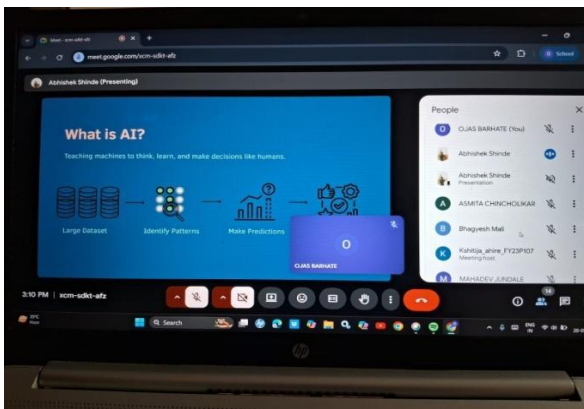 Meet - xcm-sdkt-afz
meet.google.com/xcm-sdkt-afz
School
Abhishek Shinde (Presenting)
What is AI?
Teaching machines to think, learn, and make decisions like humans.
Large Dataset
Identify Patterns
Make Predictions
O
OJAS BARHATE
People
O OJAS BARHATE (You)
Abhishek Shinde
Abhishek Shinde
Presentation
A ASMITA CHINCHOLIKAR
B Bhagyesh Mali
K Kshitija_ahire_FY23P107
Meeting host
M MAHADEV JUNDALE
3:10 PM | xcm-sdkt-afz
14
Search
ENG
IN
hp